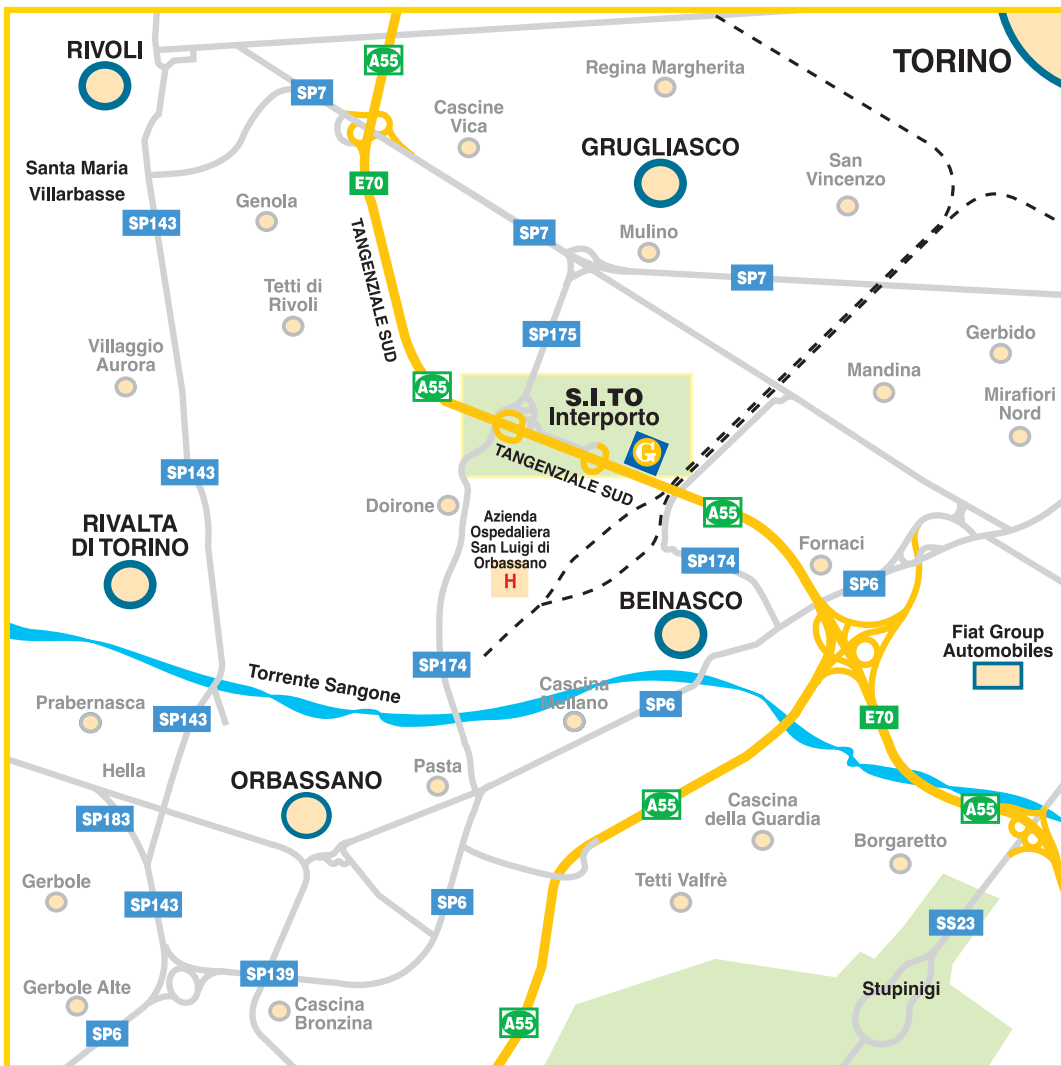 RIVOLI
A55
TORINO
SP7
Regina Margherita
Cascine
Vica
GRUGLIASCO
San
Vincenzo
Santa Maria
Villarbasse
E70
Genola
SP143
SP7
Mulino
SP7
TANGENZIALE SUD
Tetti di
Rivoli
SP175
Gerbido
Villaggio
Aurora
Mandina
A55
S.I.TO
Interporto
Mirafiori
Nord
G
TANGENZIALE SUD
SP143
Doirone
A55
RIVALTA
DI TORINO
Azienda
Ospedaliera
San Luigi di
Orbassano
H
SP174
Fornaci
SP6
BEINASCO
Fiat Group
Automobiles
SP174
Torrente Sangone
Cascina
Mellano
SP6
Prabernasca
SP143
E70
Hella
ORBASSANO
Pasta
SP183
A55
Cascina
della Guardia
A55
Borgaretto
Gerbole
SP143
SP6
Tetti Valfrè
SS23
SP139
Gerbole Alte
Cascina
Bronzina
Stupinigi
SP6
A55